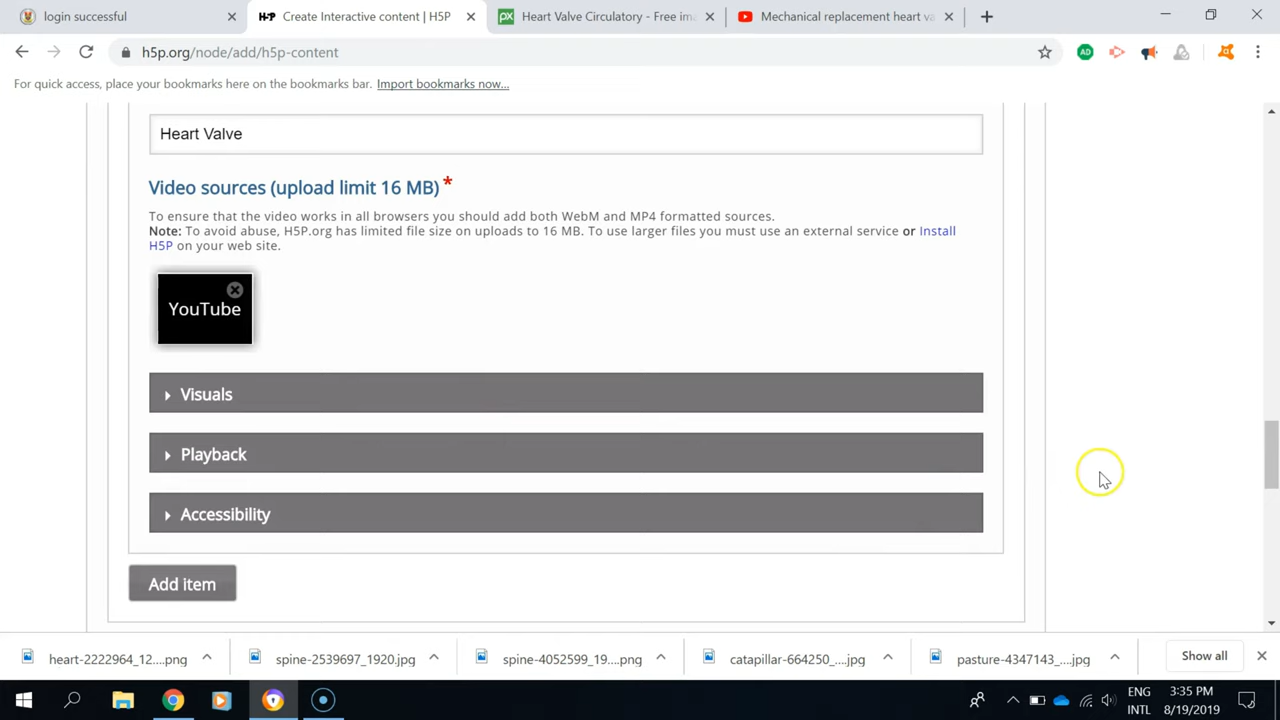 login successful
H-P Create Interactive content | H5P
px Heart Valve Circulatory - Free im
Mechanical replacement heart va
h5p.org/node/add/h5p-content
AD
For quick access, place your bookmarks here on the bookmarks bar. Import bookmarks now...
Heart Valve
Video sources (upload limit 16 MB) *
To ensure that the video works in all browsers you should add both WebM and MP4 formatted sources.
Note: To avoid abuse, H5P.org has limited file size on uploads to 16 MB. To use larger files you must use an external service or Install
H5P on your web site.
YouTube
Visuals
Playback
Accessibility
Add item
heart-2222964_12....png
spine-2539697_1920.jpg
spine-4052599_19....png
catapillar-664250_....jpg
pasture-4347143_....jpg
Show all
ENG
INTL
3:35 PM
8/19/2019